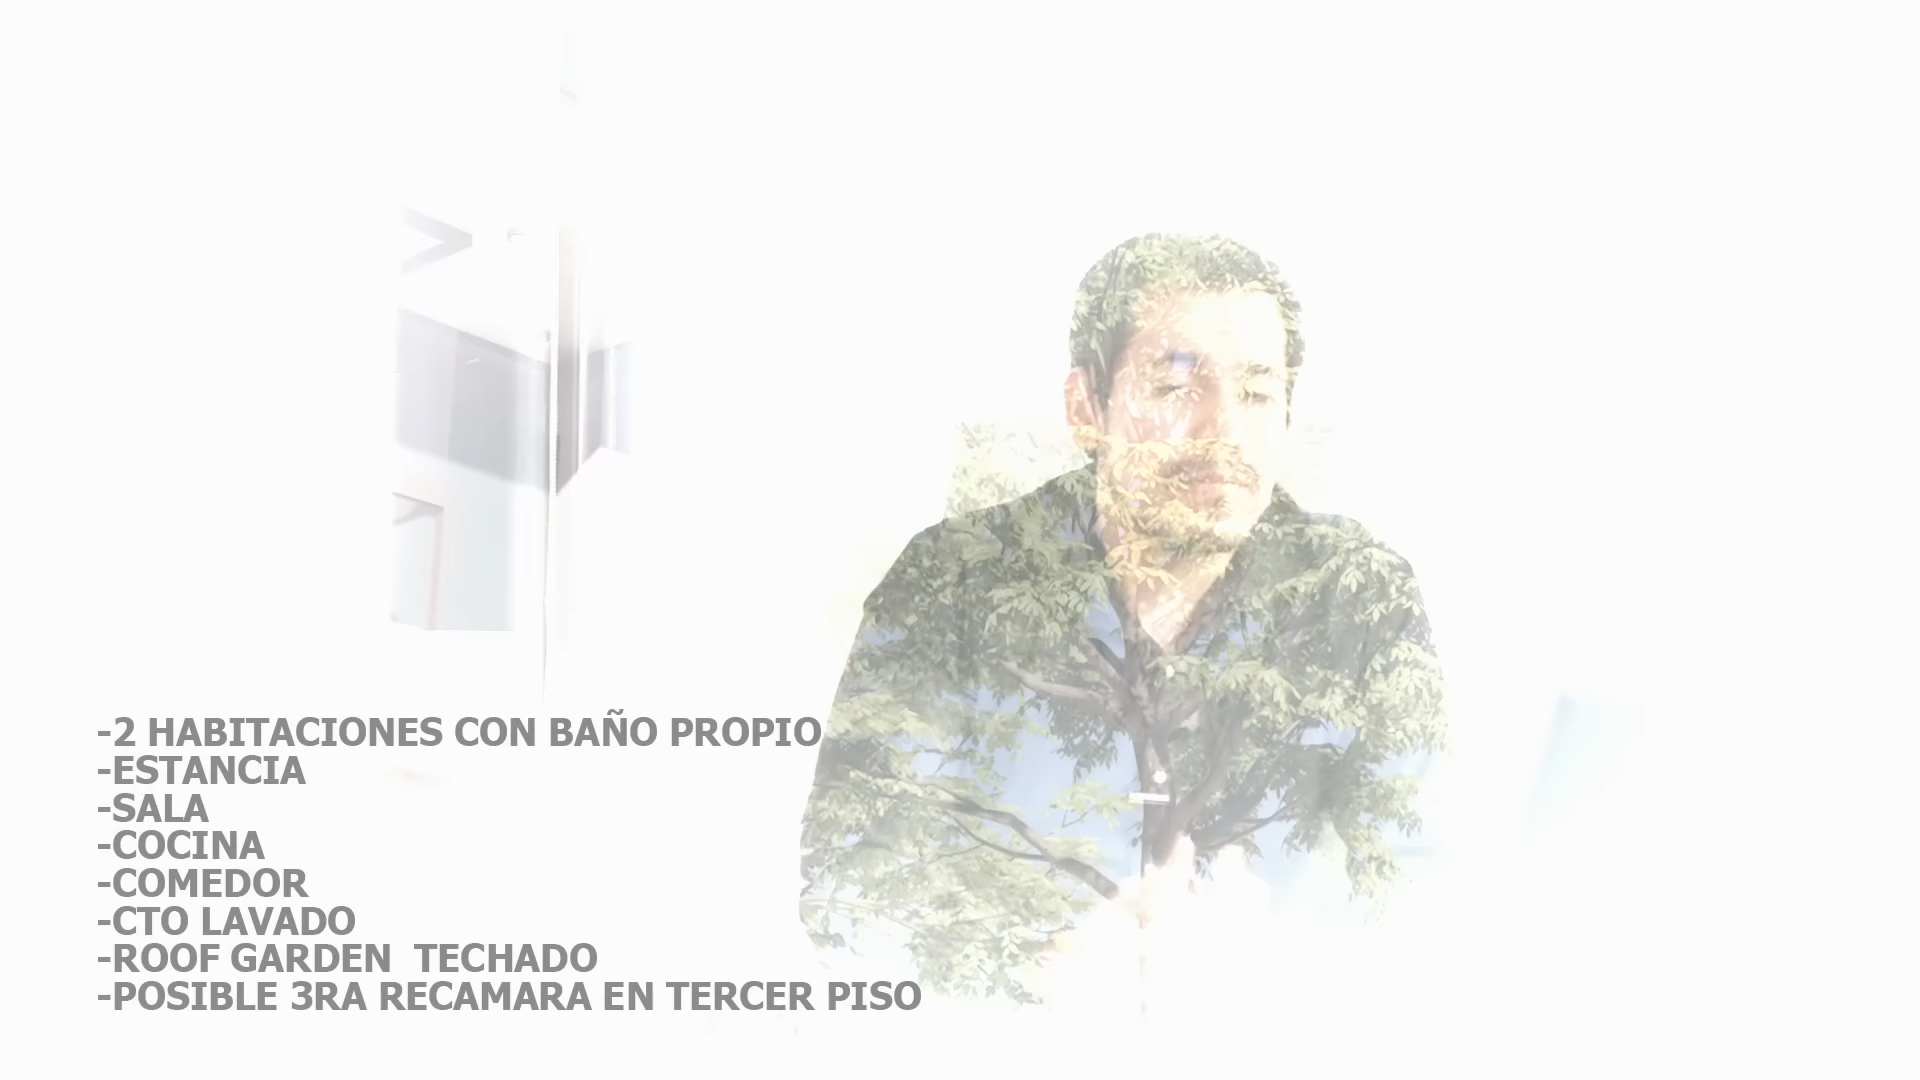 -2 HABITACIONES CON BAÑO PROPIO
-ESTANCIA
-SALA
-COCINA
-COMEDOR
-CTO LAVADO
-ROOF GARDEN  TECHADO
-POSIBLE 3RA RECAMARA EN TERCER PISO